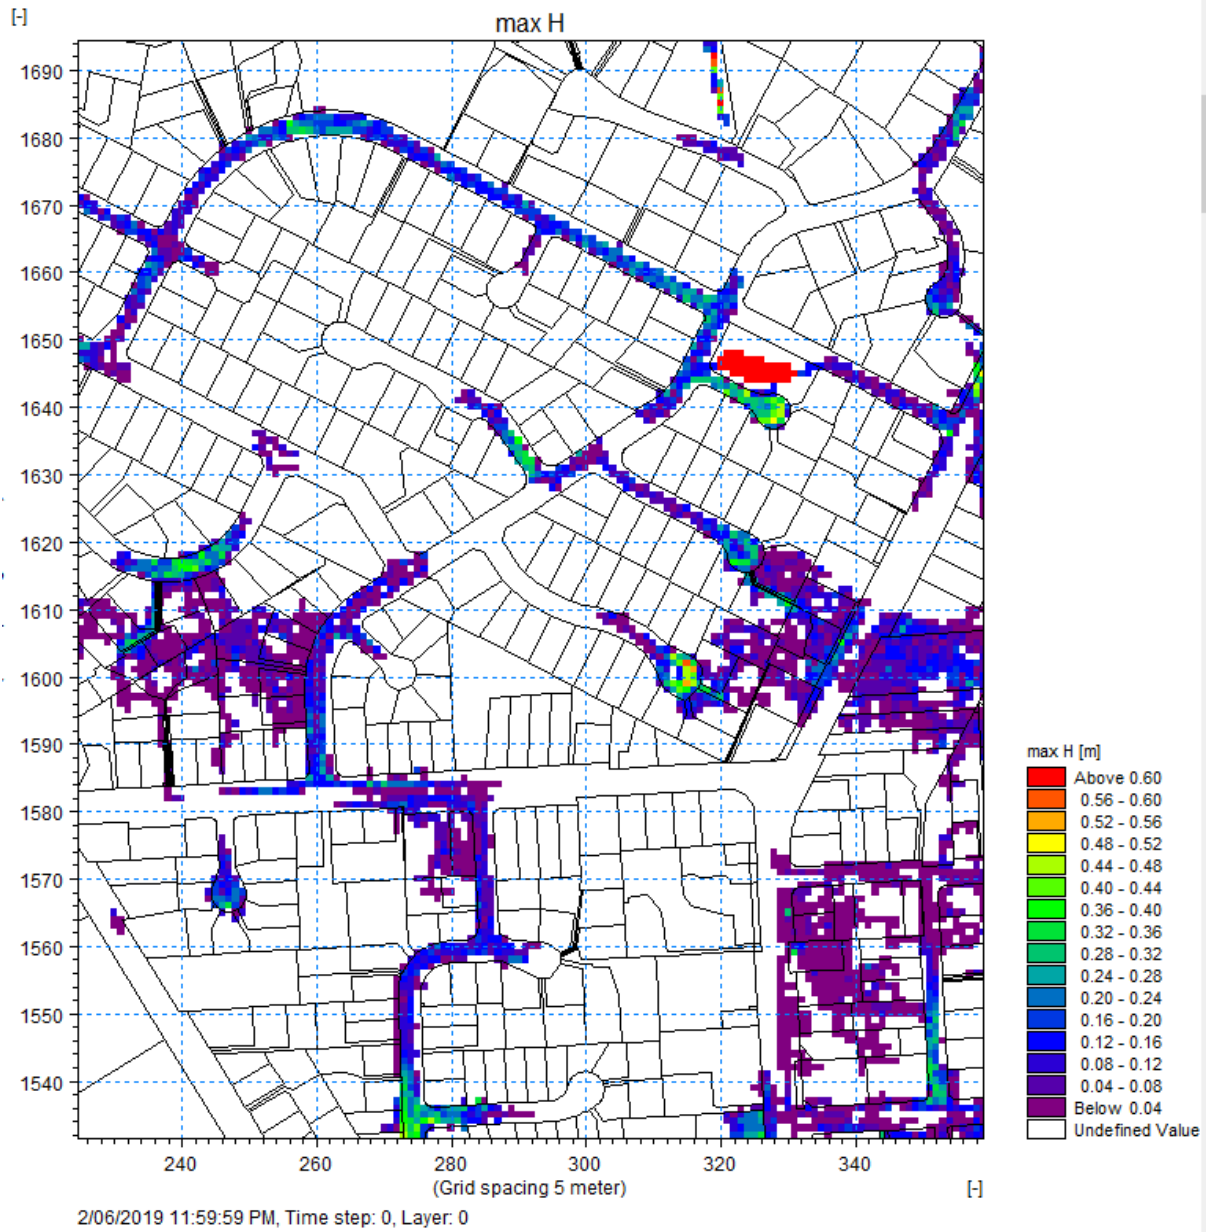 [-]
max H
1690
1680
1670
1660
1650
1640
1630
1620
1610
1600
1590
1580
1570
1560
1550
1540
240 260 280 300 320 340
(Grid spacing 5 meter)
[-]
2/06/2019 11:59:59 PM, Time step: 0, Layer: 0
max H [m]
Above 0.60
0.56 - 0.60
0.52 - 0.56
0.48 - 0.52
0.44 - 0.48
0.40 - 0.44
0.36 - 0.40
0.32 - 0.36
0.28 - 0.32
0.24 - 0.28
0.20 - 0.24
0.16 - 0.20
0.12 - 0.16
0.08 - 0.12
0.04 - 0.08
Below 0.04
Undefined Value